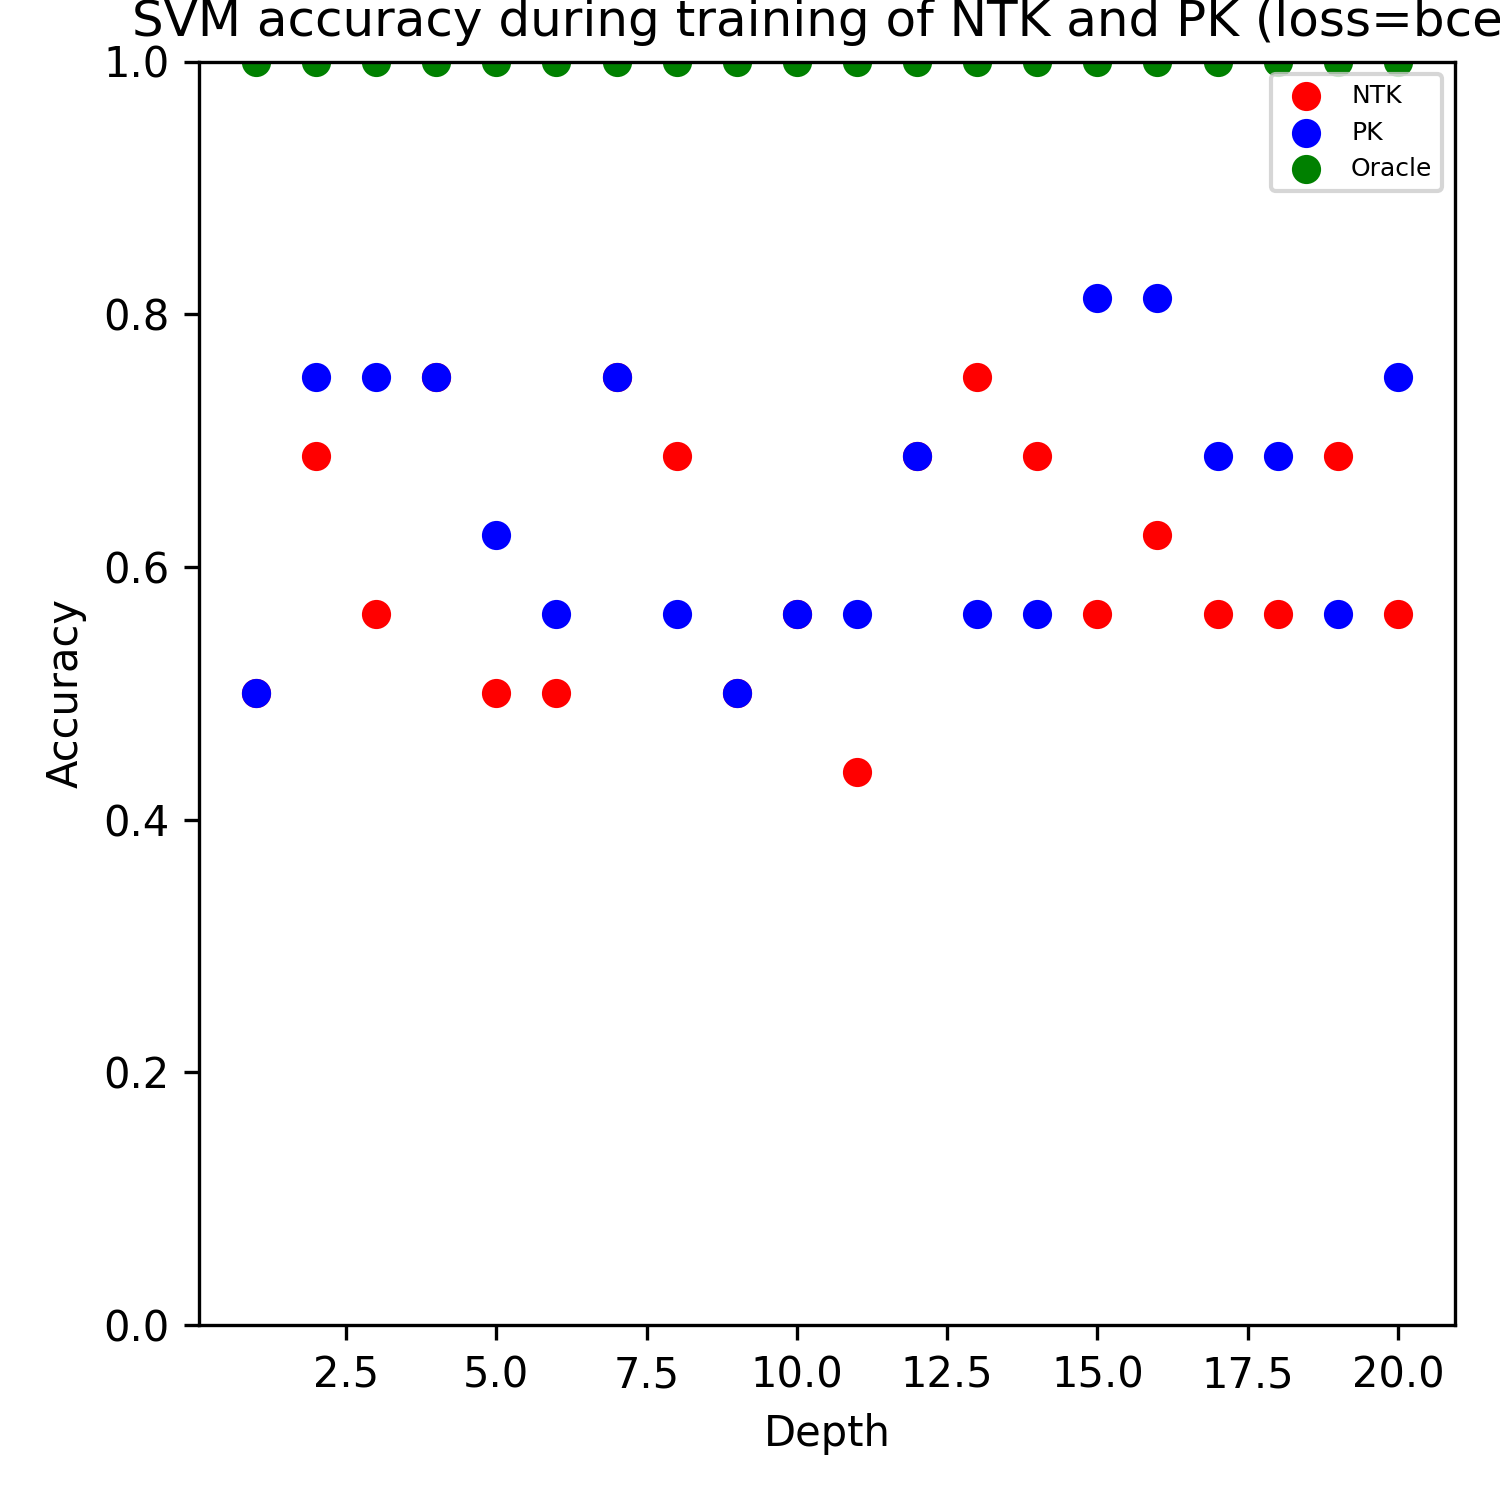 SVM accuracy during training of NTK and PK (loss=bce
1.0
0.8
0.6
0.4
0.2
0.0
Accuracy
NTK
PK
Oracle
2.5 5.0 7.5 10.0 12.5 15.0 17.5 20.0
Depth